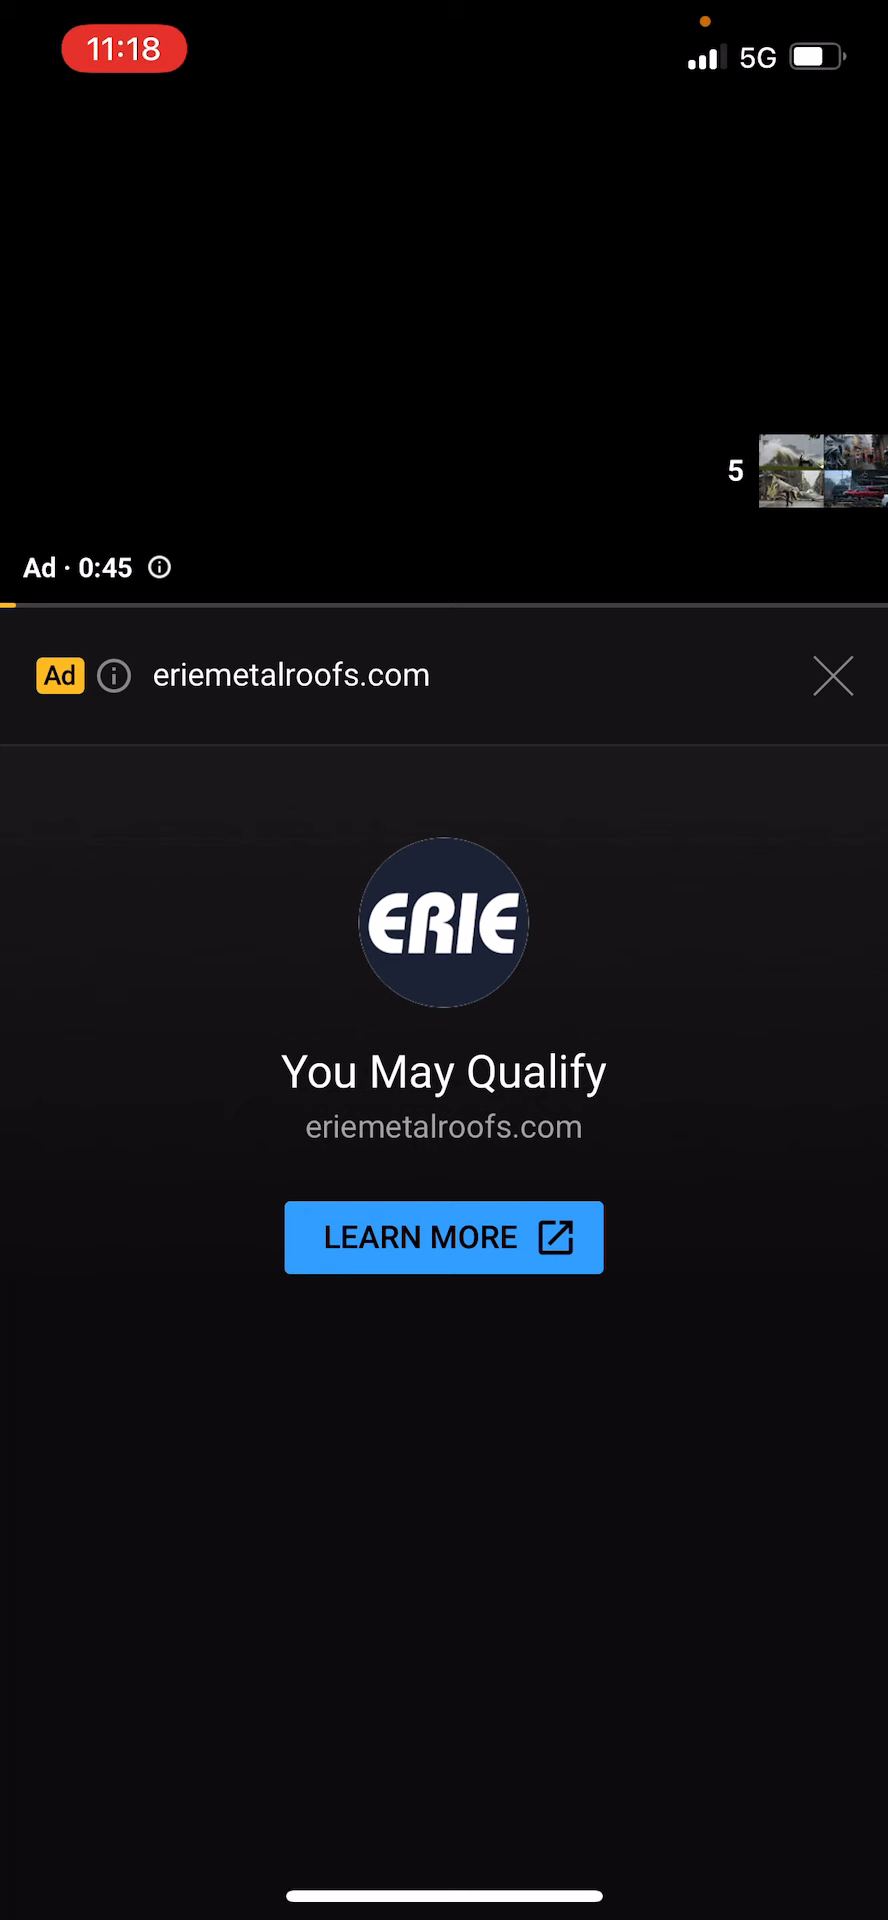 11:18
5G
5
Ad · 0:45
Ad eriemetalroofs.com
ERIE
You May Qualify
eriemetalroofs.com
LEARN MORE